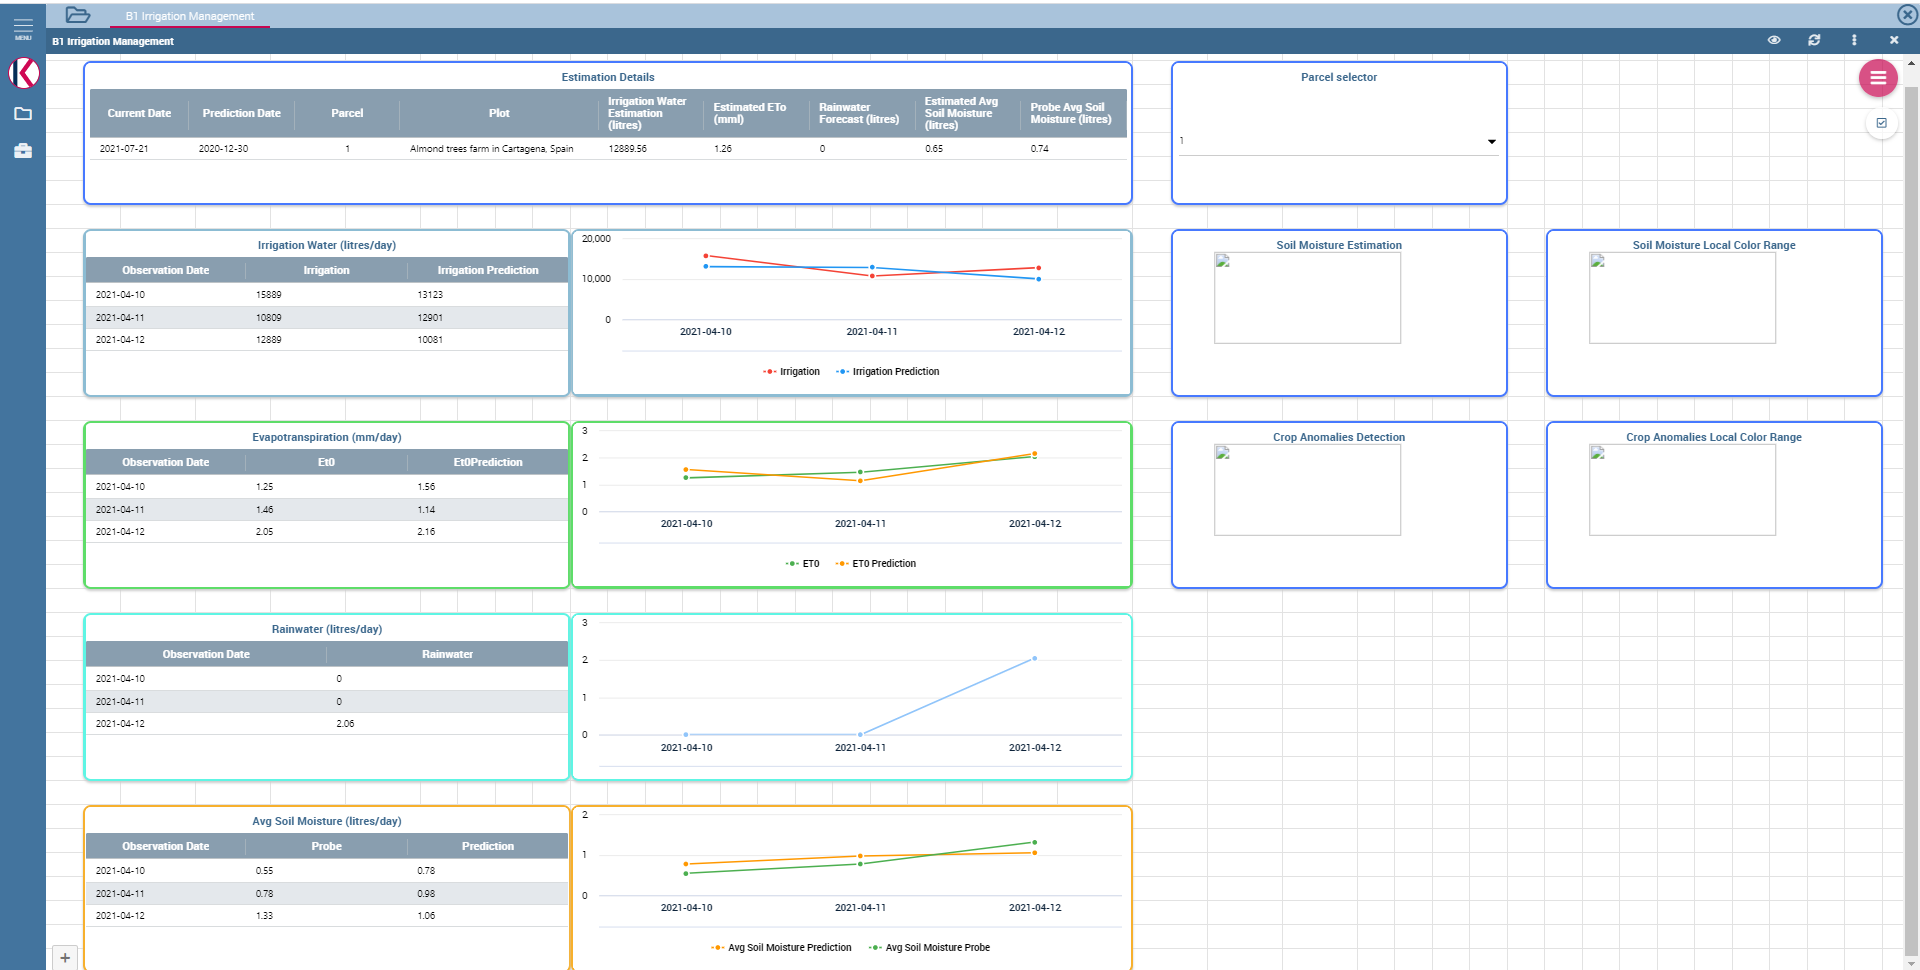 B1 Irrigation Management
MENU
B1 Irrigation Management
Estimation Details
Current Date Prediction Date Parcel Plot Irrigation Water Estimation (litres) Estimated ETo (mml) Rainwater Forecast (litres) Estimated Avg Soil Moisture (litres) Probe Avg Soil Moisture (litres)
2021-07-21 2020-12-30 1 Almond trees farm in Cartagena, Spain 12889.56 1.26 0 0.65 0.74
Parcel selector
1
Irrigation Water (litres/day)
Observation Date Irrigation Irrigation Prediction
2021-04-10 15889 13123
2021-04-11 10809 12901
2021-04-12 12889 10081
20,000
10,000
0
2021-04-10 2021-04-11 2021-04-12
Irrigation Irrigation Prediction
Soil Moisture Estimation
Soil Moisture Local Color Range
Evapotranspiration (mm/day)
Observation Date Et0 Et0Prediction
2021-04-10 1.25 1.56
2021-04-11 1.46 1.14
2021-04-12 2.05 2.16
3
2
1
0
2021-04-10 2021-04-11 2021-04-12
ET0 ET0 Prediction
Crop Anomalies Detection
Crop Anomalies Local Color Range
Rainwater (litres/day)
Observation Date Rainwater
2021-04-10 0
2021-04-11 0
2021-04-12 2.06
3
2
1
0
2021-04-10 2021-04-11 2021-04-12
Avg Soil Moisture (litres/day)
Observation Date Probe Prediction
2021-04-10 0.55 0.78
2021-04-11 0.78 0.98
2021-04-12 1.33 1.06
2
1
0
2021-04-10 2021-04-11 2021-04-12
Avg Soil Moisture Prediction Avg Soil Moisture Probe